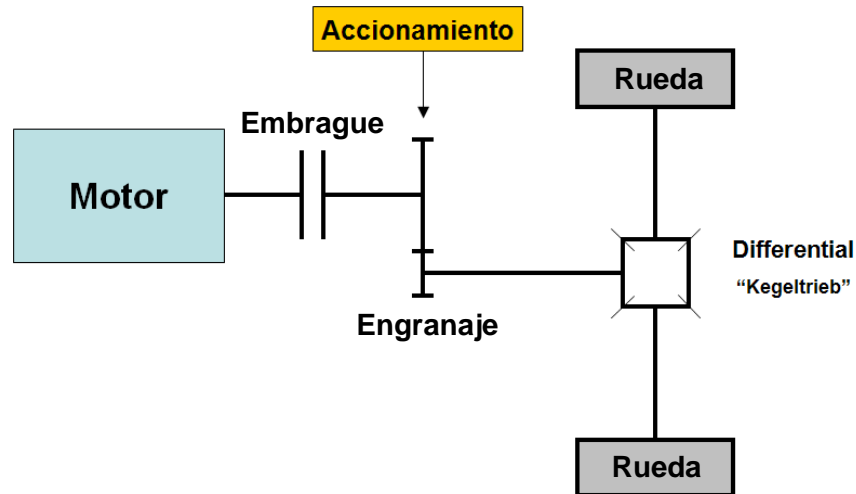 Accionamiento
Rueda
Embrague
Motor
Differential
“Kegeltrieb”
Engranaje
Rueda